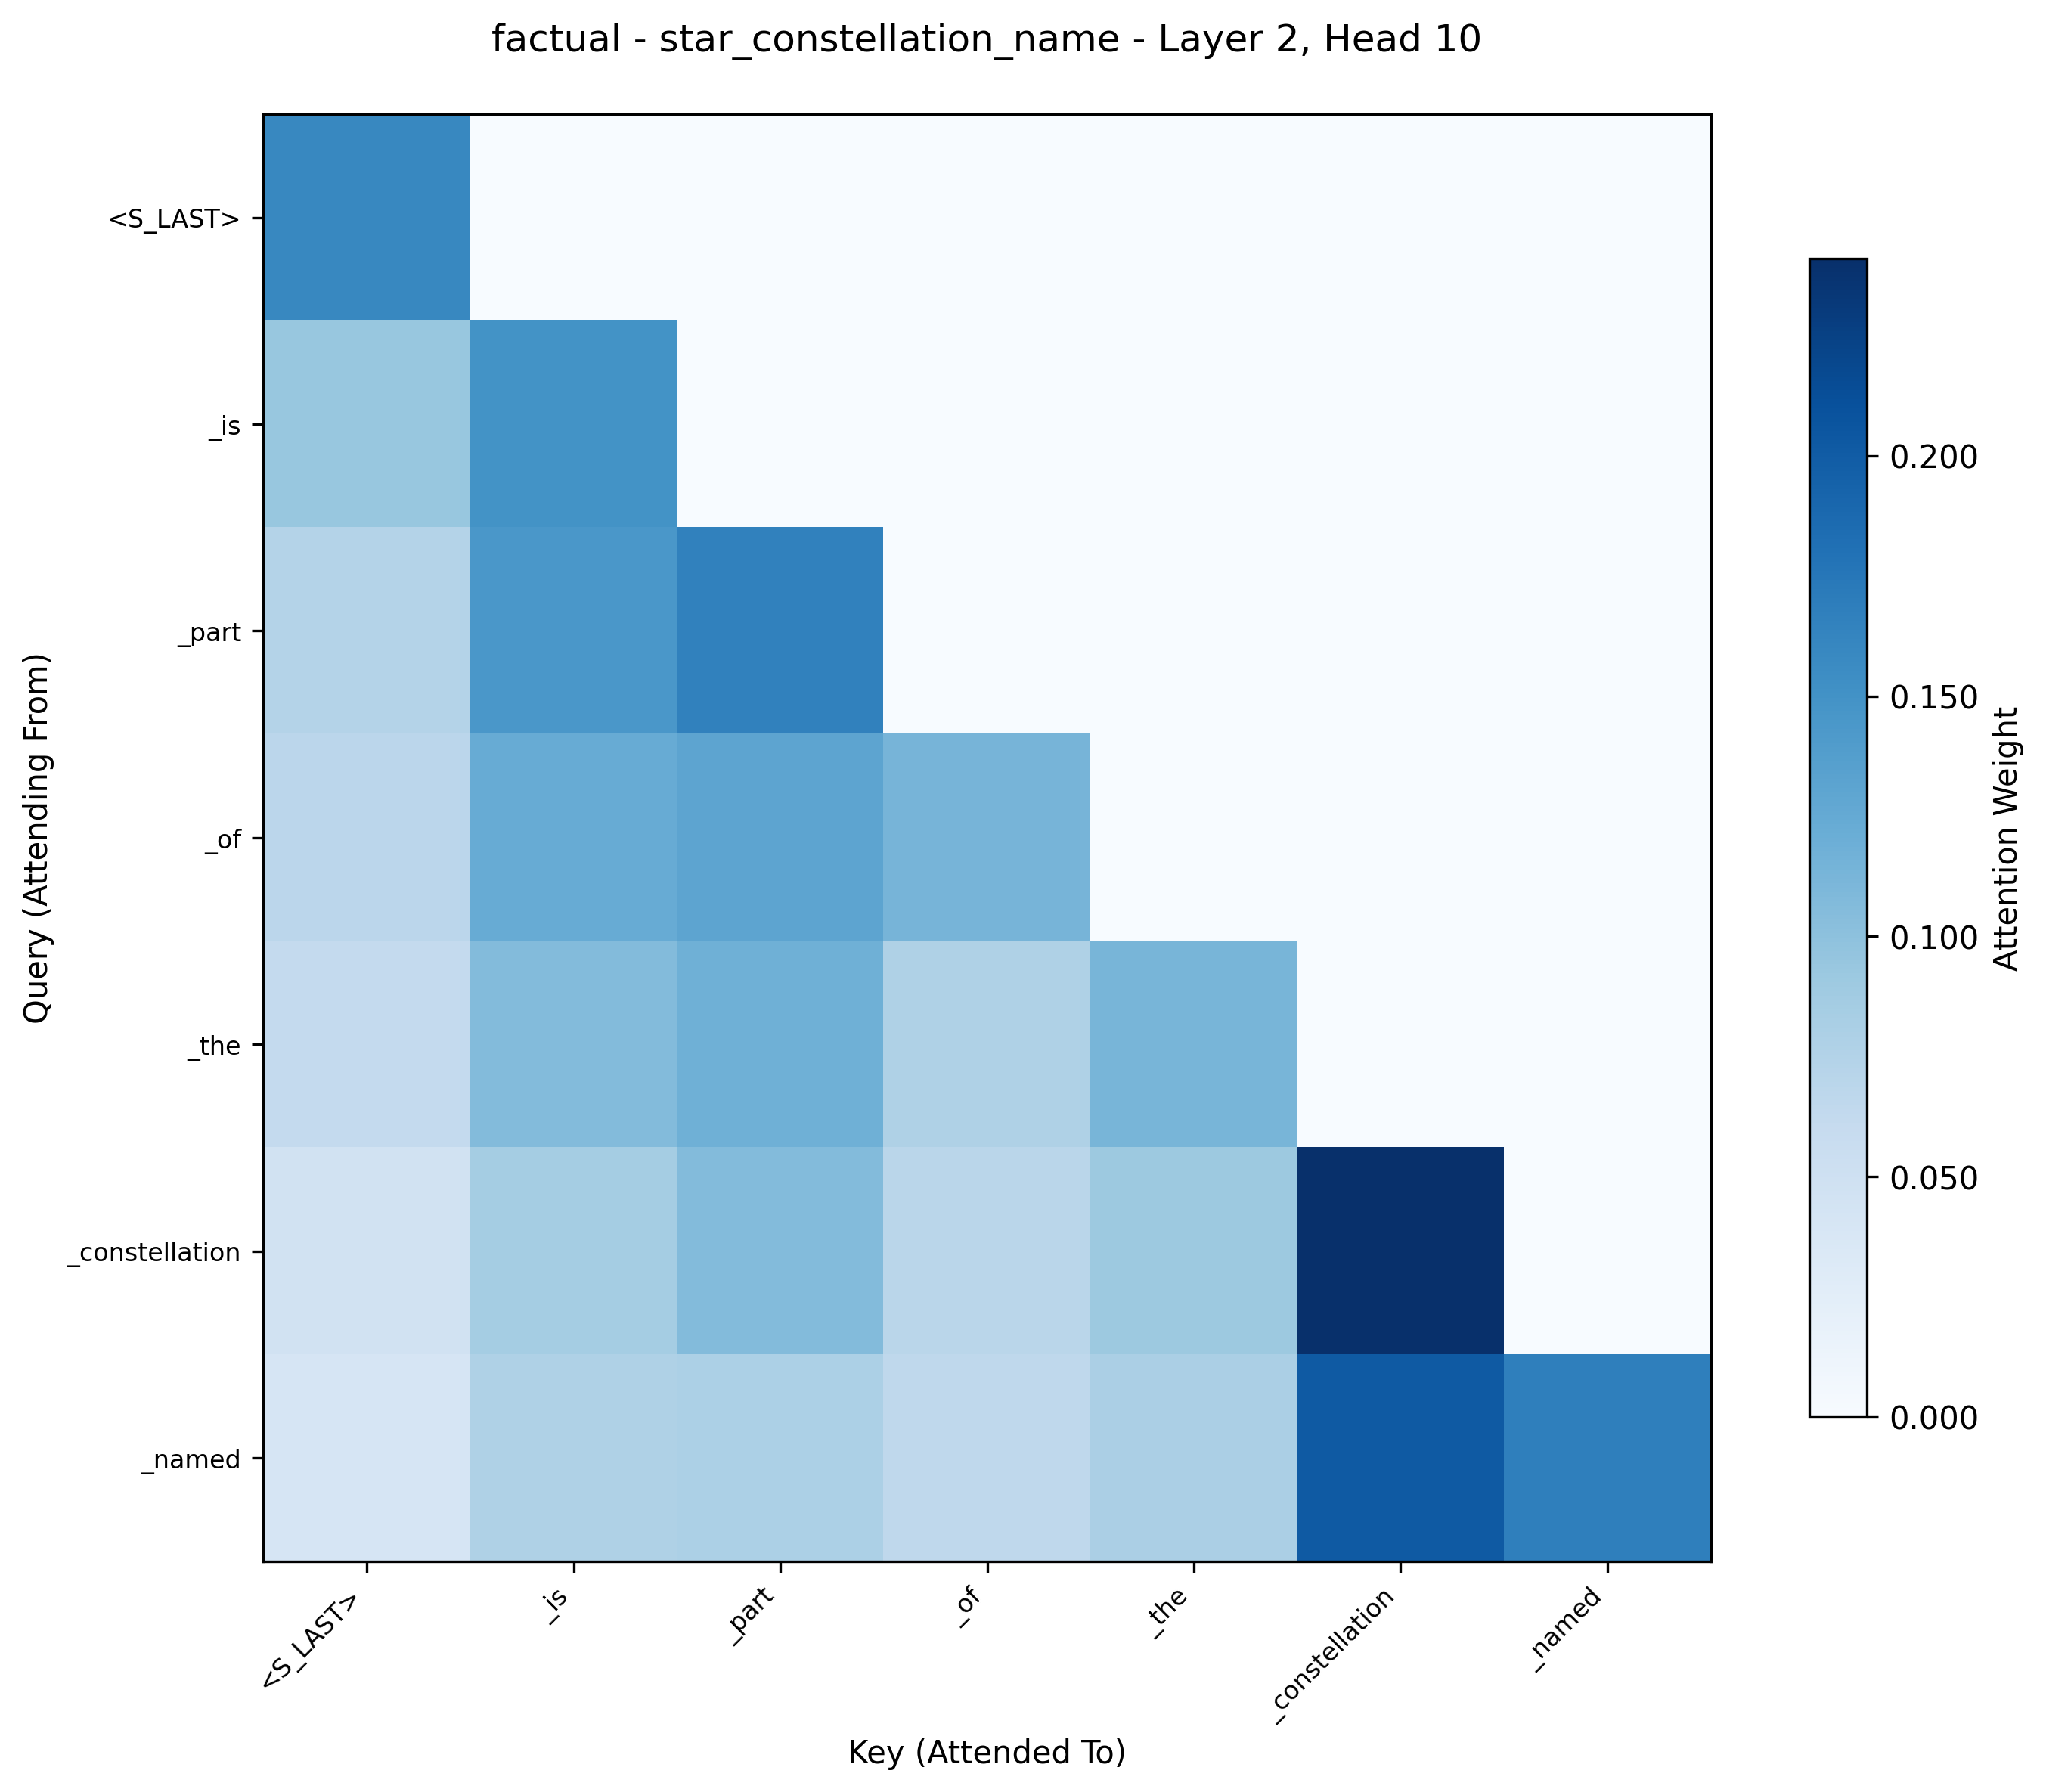 factual - star_constellation_name - Layer 2, Head 10
Query (Attending From)
<S_LAST>
_is
_part
_of
_the
_constellation
_named
<S_LAST>
_is
_part
_of
_the
_constellation
_named
Key (Attended To)
0.200
0.150
0.100
0.050
0.000
Attention Weight